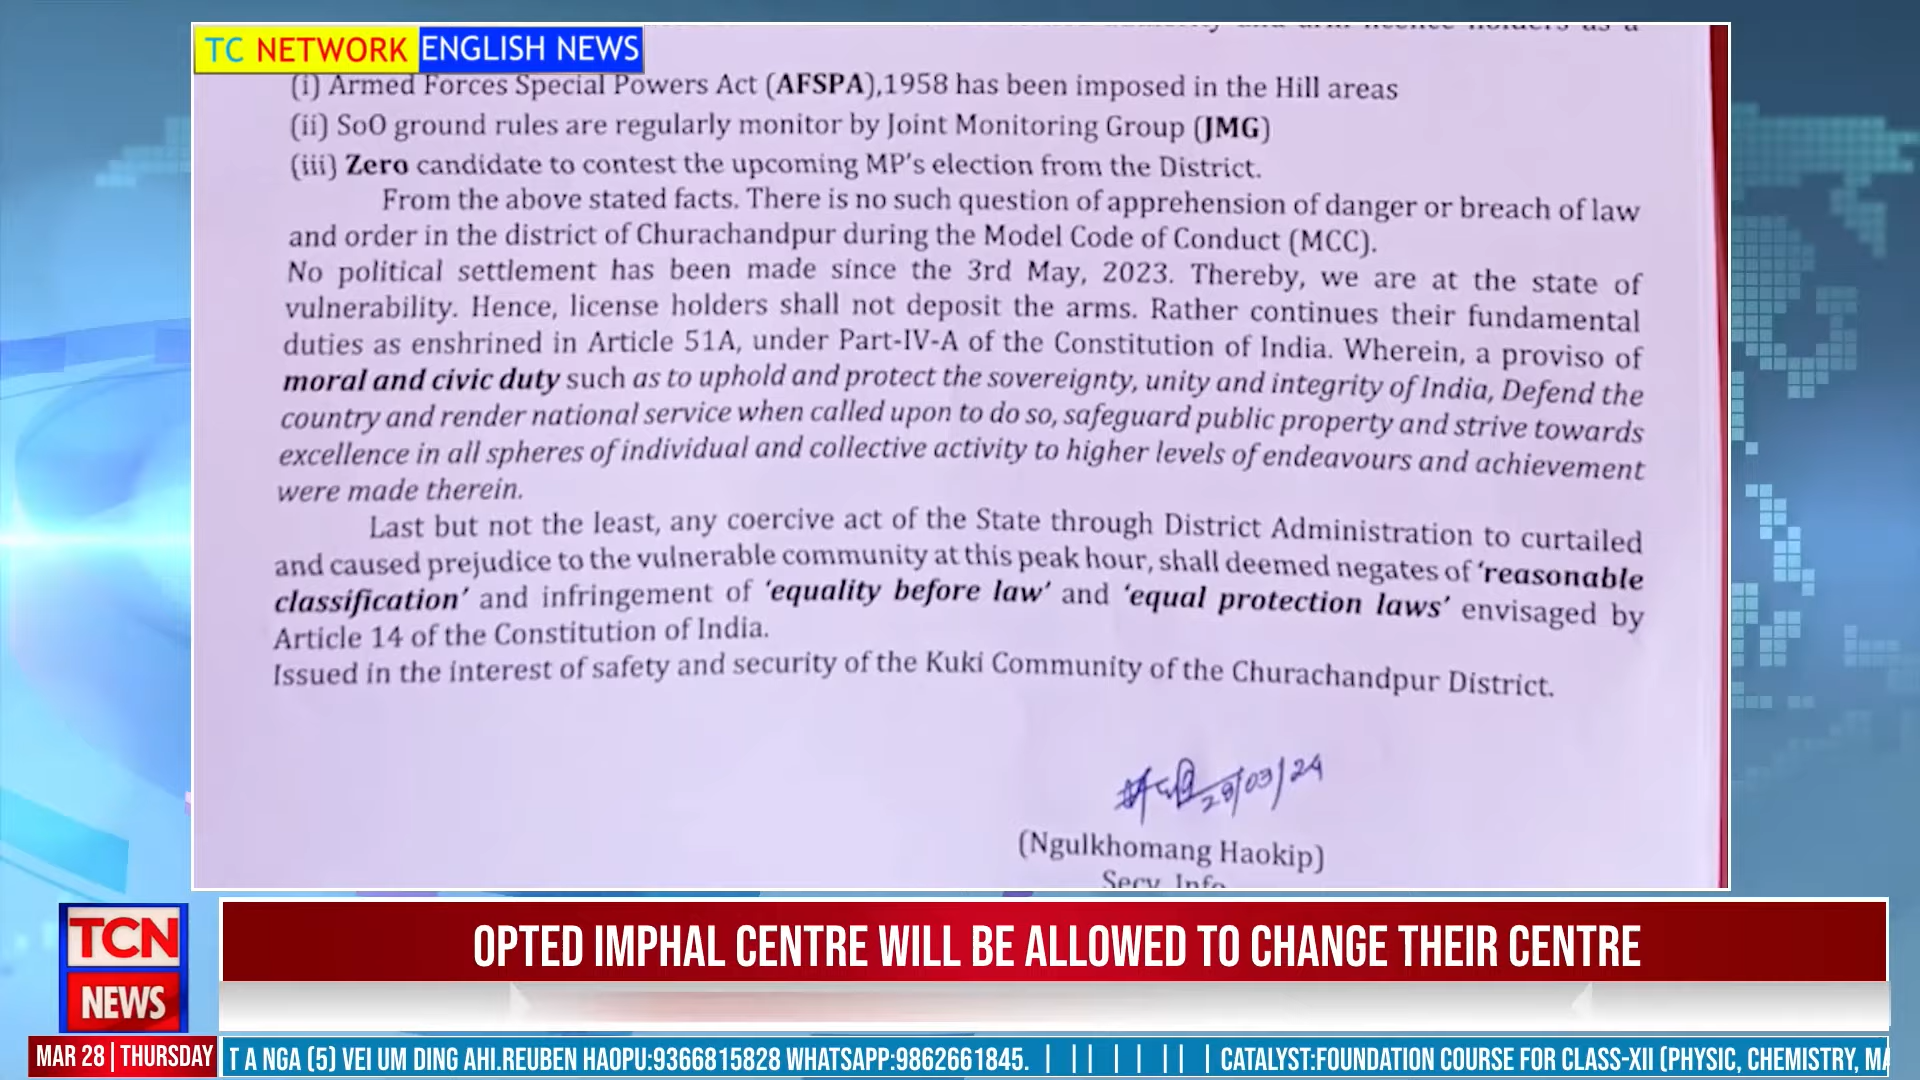 TC NETWORK ENGLISH NEWS
authority and arm licence holders as a
(i) Armed Forces Special Powers Act (AFSPA),1958 has been imposed in the Hill areas
(ii) SoO ground rules are regularly monitor by Joint Monitoring Group (JMG)
(iii) Zero candidate to contest the upcoming MP's election from the District.
From the above stated facts. There is no such question of apprehension of danger or breach of law
and order in the district of Churachandpur during the Model Code of Conduct (MCC).
No political settlement has been made since the 3rd May, 2023. Thereby, we are at the state of
vulnerability. Hence, license holders shall not deposit the arms. Rather continues their fundamental
duties as enshrined in Article 51A, under Part-IV-A of the Constitution of India. Wherein, a proviso of
moral and civic duty such as to uphold and protect the sovereignty, unity and integrity of India, Defend the
country and render national service when called upon to do so, safeguard public property and strive towards
excellence in all spheres of individual and collective activity to higher levels of endeavours and achievement
were made therein.
Last but not the least, any coercive act of the State through District Administration to curtailed
and caused prejudice to the vulnerable community at this peak hour, shall deemed negates of 'reasonable
classification' and infringement of 'equality before law' and 'equal protection laws' envisaged by
Article 14 of the Constitution of India.
Issued in the interest of safety and security of the Kuki Community of the Churachandpur District.
28/03/24
(Ngulkhomang Haokip)
Secy. Info
OPTED IMPHAL CENTRE WILL BE ALLOWED TO CHANGE THEIR CENTRE
TCN
NEWS
MAR 28 | THURSDAY
T A NGA (5) VEI UM DING AHI.REUBEN HAOPU:9366815828 WHATSAPP:9862661845. | || | | || | CATALYST:FOUNDATION COURSE FOR CLASS-XII (PHYSIC, CHEMISTRY, MA